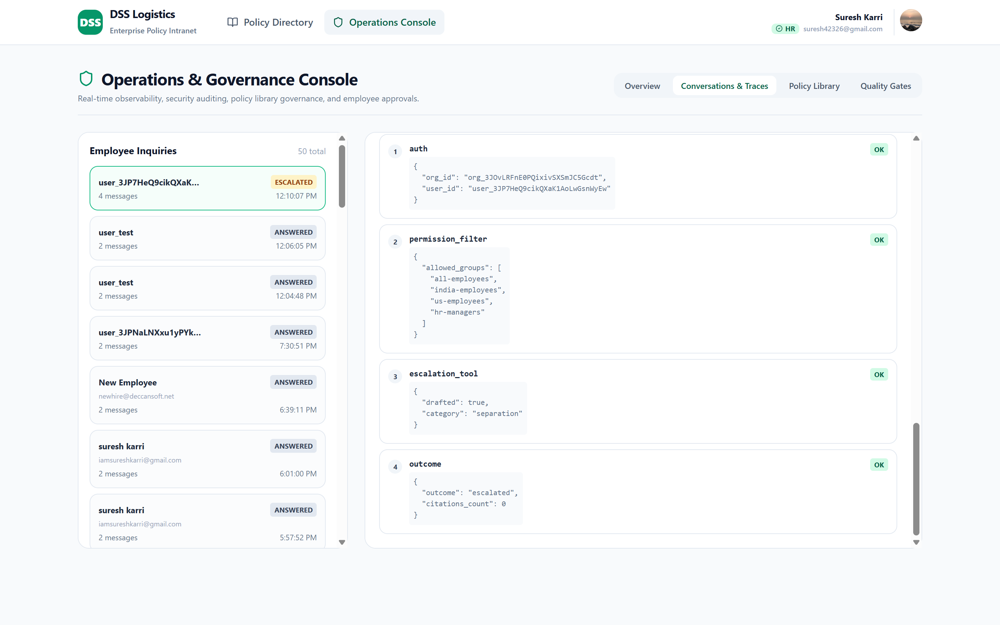 DSS
DSS Logistics
Enterprise Policy Intranet
Policy Directory
Operations Console
Suresh Karri
HR
suresh42326@gmail.com
Operations & Governance Console
Real-time observability, security auditing, policy library governance, and employee approvals.
Overview
Conversations & Traces
Policy Library
Quality Gates
Employee Inquiries
50 total
user_3JP7HeQ9cikQXaK...
ESCALATED
4 messages
12:10:07 PM
user_test
ANSWERED
2 messages
12:06:05 PM
user_test
ANSWERED
2 messages
12:04:48 PM
user_3JPNaLNXxu1yPYk...
ANSWERED
2 messages
7:30:51 PM
New Employee
ANSWERED
newhire@deccansoft.net
2 messages
6:39:11 PM
suresh karri
ANSWERED
iamsureshkarri@gmail.com
2 messages
6:01:00 PM
suresh karri
ANSWERED
iamsureshkarri@gmail.com
2 messages
5:57:52 PM
1
auth
OK
{
"org_id": "org_3JOvLRFnE0PQixivSXSmJC5Gcdt",
"user_id": "user_3JP7HeQ9cikQXaK1AoLwGsnWyEw"
}
2
permission_filter
OK
{
"allowed_groups": [
"all-employees",
"india-employees",
"us-employees",
"hr-managers"
]
}
3
escalation_tool
OK
{
"drafted": true,
"category": "separation"
}
4
outcome
OK
{
"outcome": "escalated",
"citations_count": 0
}